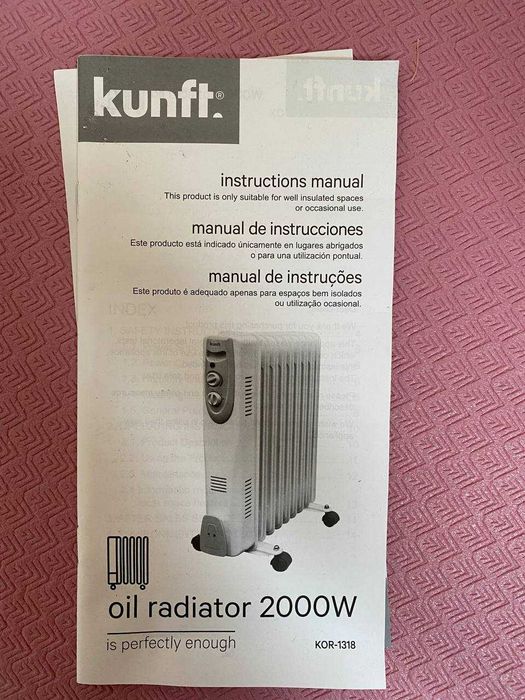 kunft.®
instructions manual
This product is only suitable for well insulated spaces
or occasional use.
manual de instrucciones
Este producto está indicado únicamente en lugares abrigados
o para una utilización pontual.
manual de instruções
Este produto é adequado apenas para espaços bem isolados
ou utilização ocasional.
INDEX
kunft
oil radiator 2000W
is perfectly enough
KOR-1318